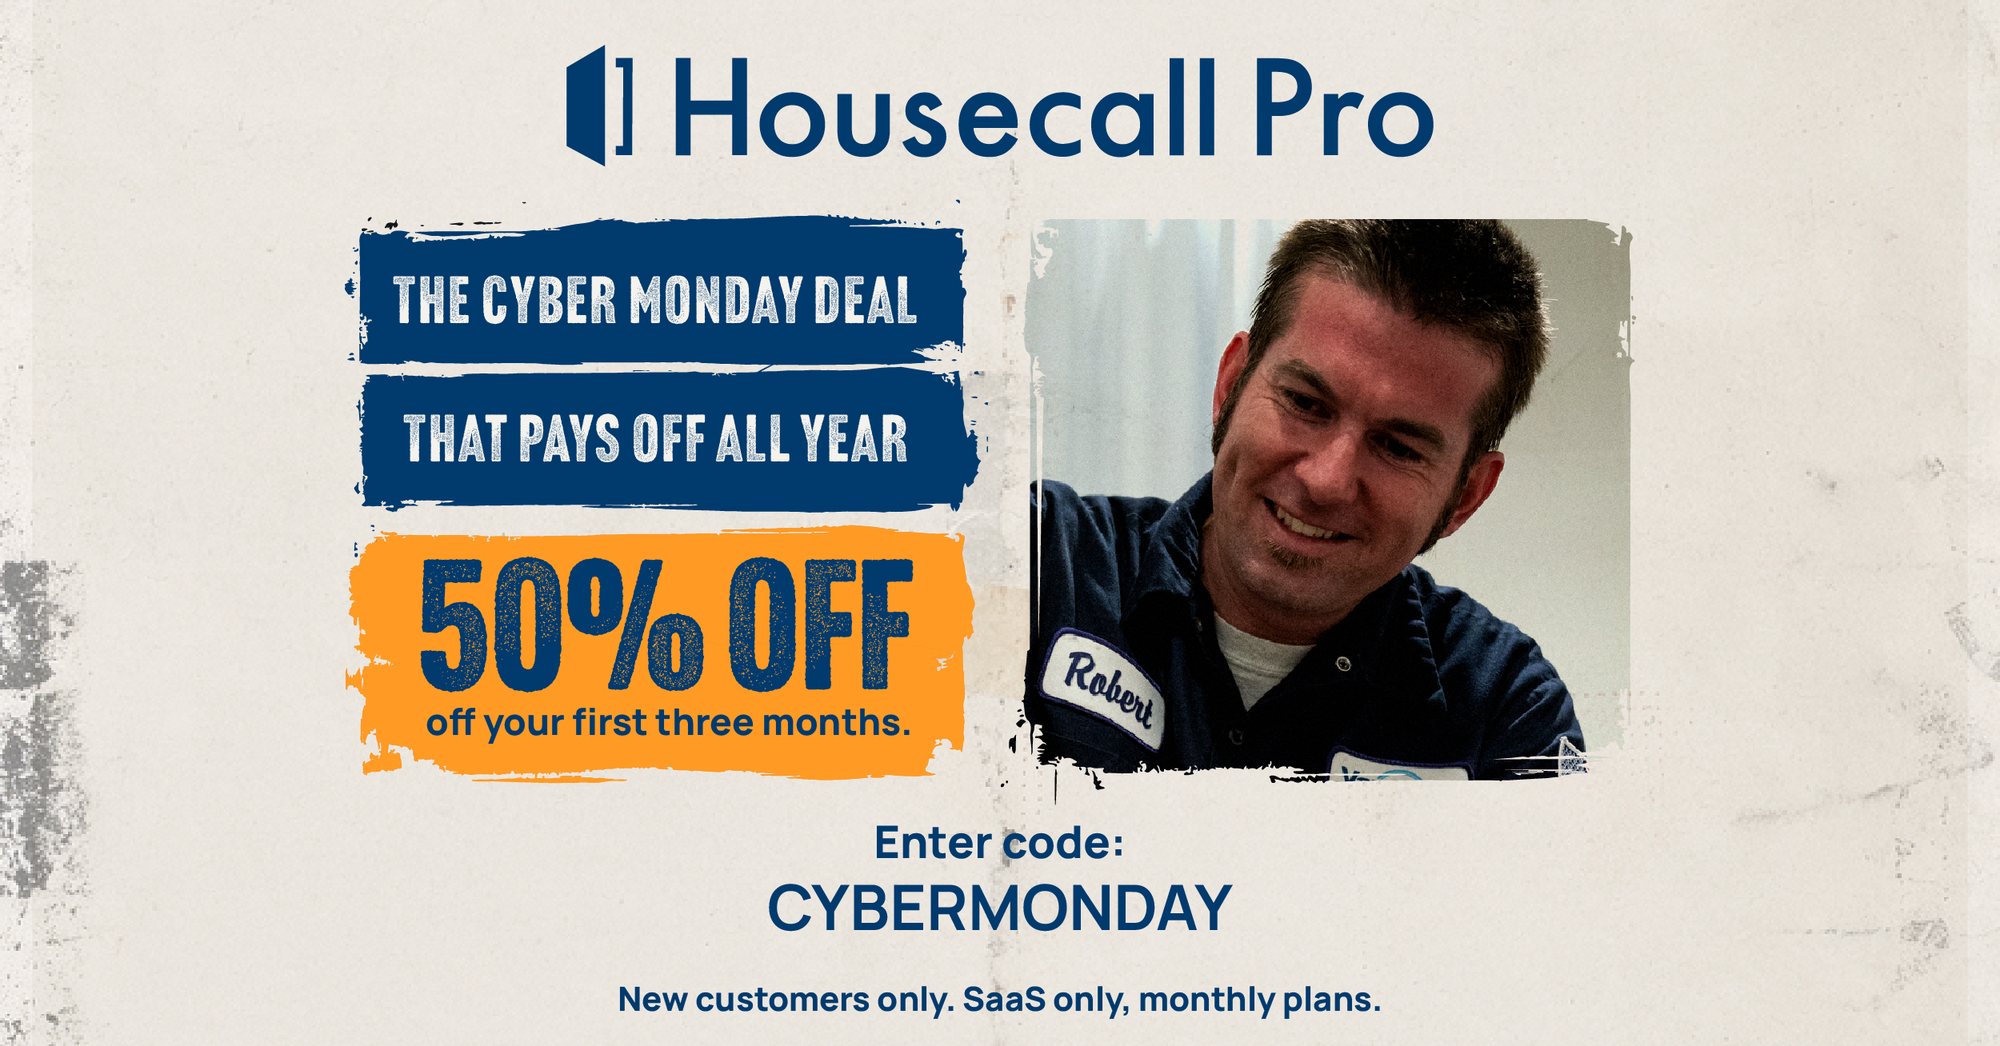 Housecall Pro
THE CYBER MONDAY DEAL
THAT PAYS OFF ALL YEAR
50% OFF
off your first three months.
Robert
Enter code:
CYBERMONDAY
New customers only. SaaS only, monthly plans.